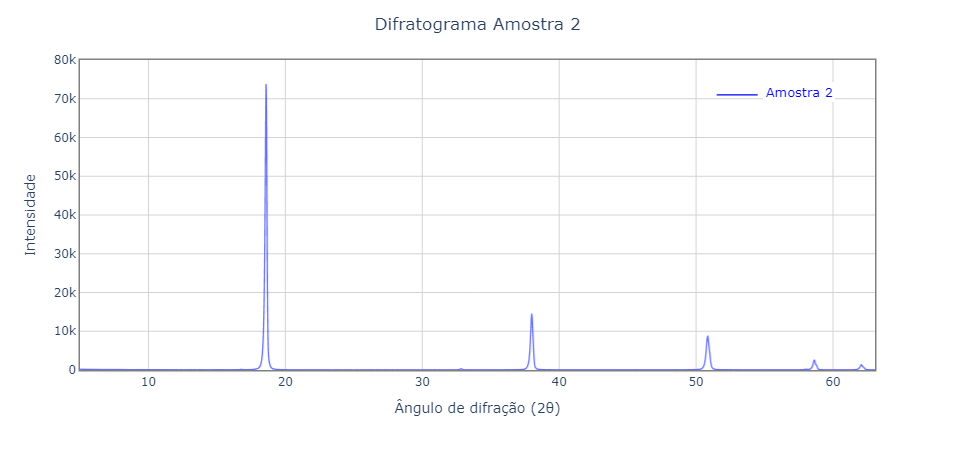 Difratograma Amostra 2
80k
70k
60k
50k
40k
30k
20k
10k
0
Intensidade
Amostra 2
10
20
30
40
50
60
Ângulo de difração (2θ)